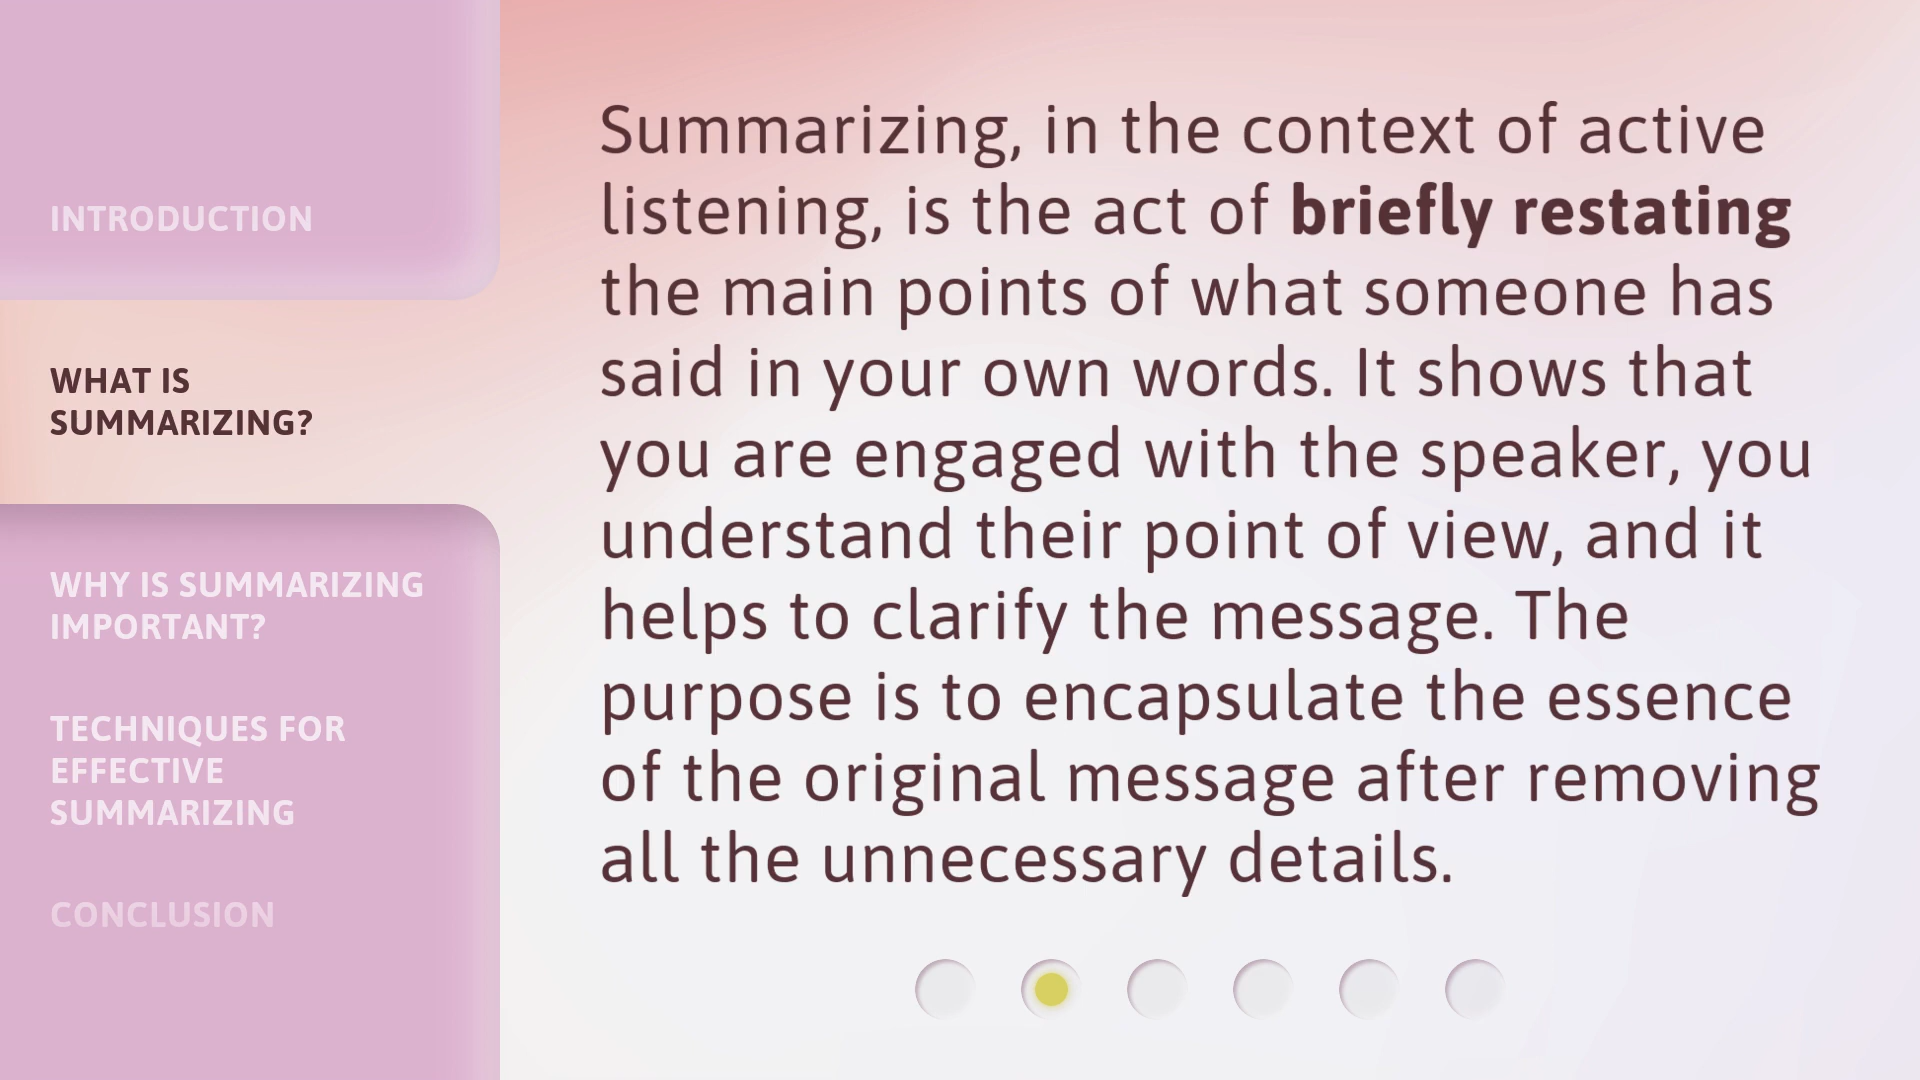 INTRODUCTION
WHAT IS
SUMMARIZING?
WHY IS SUMMARIZING
IMPORTANT?
TECHNIQUES FOR
EFFECTIVE
SUMMARIZING
CONCLUSION
Summarizing, in the context of active
listening, is the act of briefly restating
the main points of what someone has
said in your own words. It shows that
you are engaged with the speaker, you
understand their point of view, and it
helps to clarify the message. The
purpose is to encapsulate the essence
of the original message after removing
all the unnecessary details.